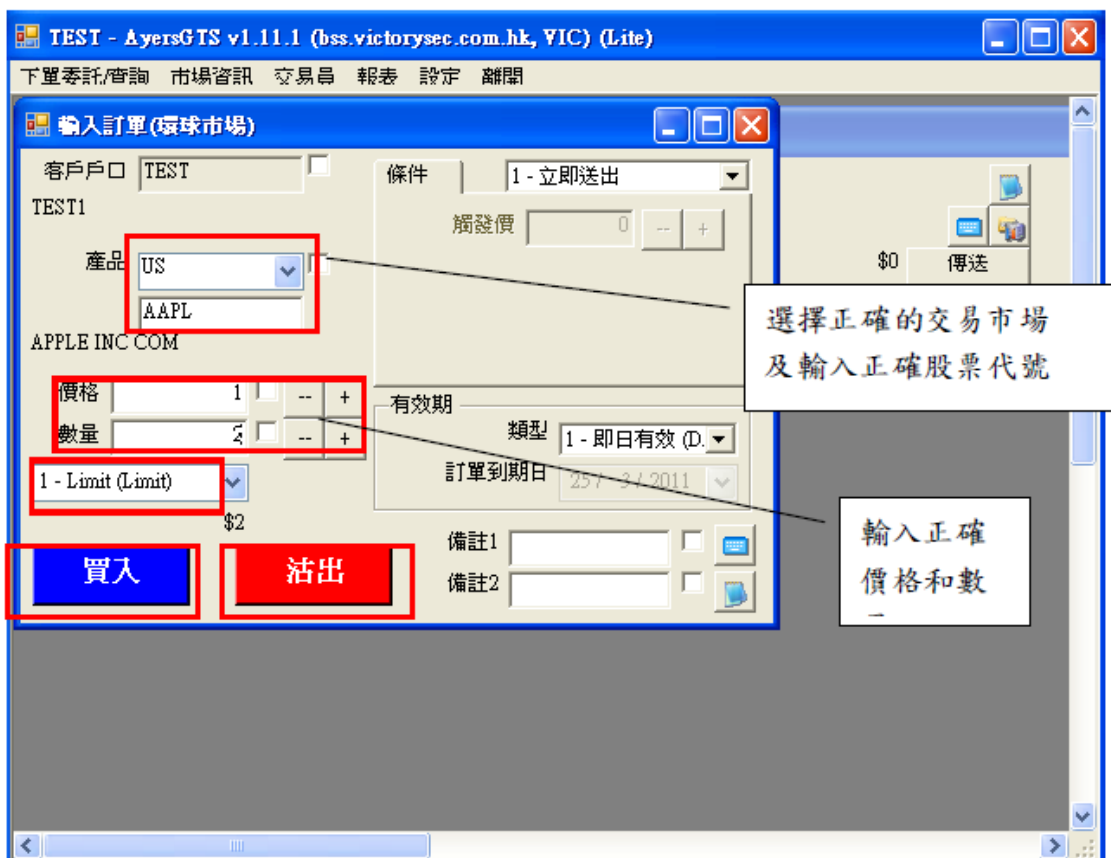 TEST - AyersGTS v1.11.1 (bss.victorysec.com.hk, VIC) (Lite)
下單委託/查詢 市場資訊 交易員 報表 設定 離開
輸入訂單(環球市場)
客戶戶口 TEST
TEST1
產品 US
AAPL
APPLE INC COM
價格 1
數量 2
1 - Limit (Limit)
$2
買入 沽出
條件 1 - 立即送出
觸發價 0 -- +
-- +
-- +
有效期
類型 1 - 即日有效 (D.
訂單到期日 25 / 3 / 2011
備註1
備註2
$0 傳送
選擇正確的交易市場
及輸入正確股票代號
輸入正確
價格和數